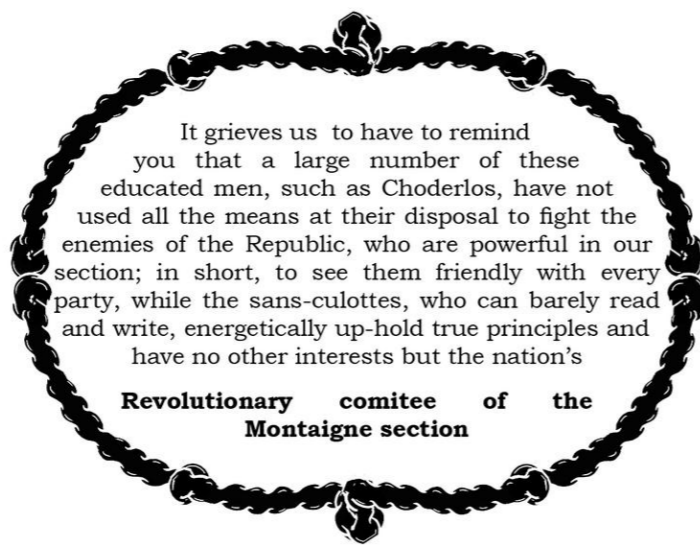 It grieves us to have to remind
you that a large number of these
educated men, such as Choderlos, have not
used all the means at their disposal to fight the
enemies of the Republic, who are powerful in our
section; in short, to see them friendly with every
party, while the sans-culottes, who can barely read
and write, energetically up-hold true principles and
have no other interests but the nation’s
Revolutionary comitee of the
Montaigne section